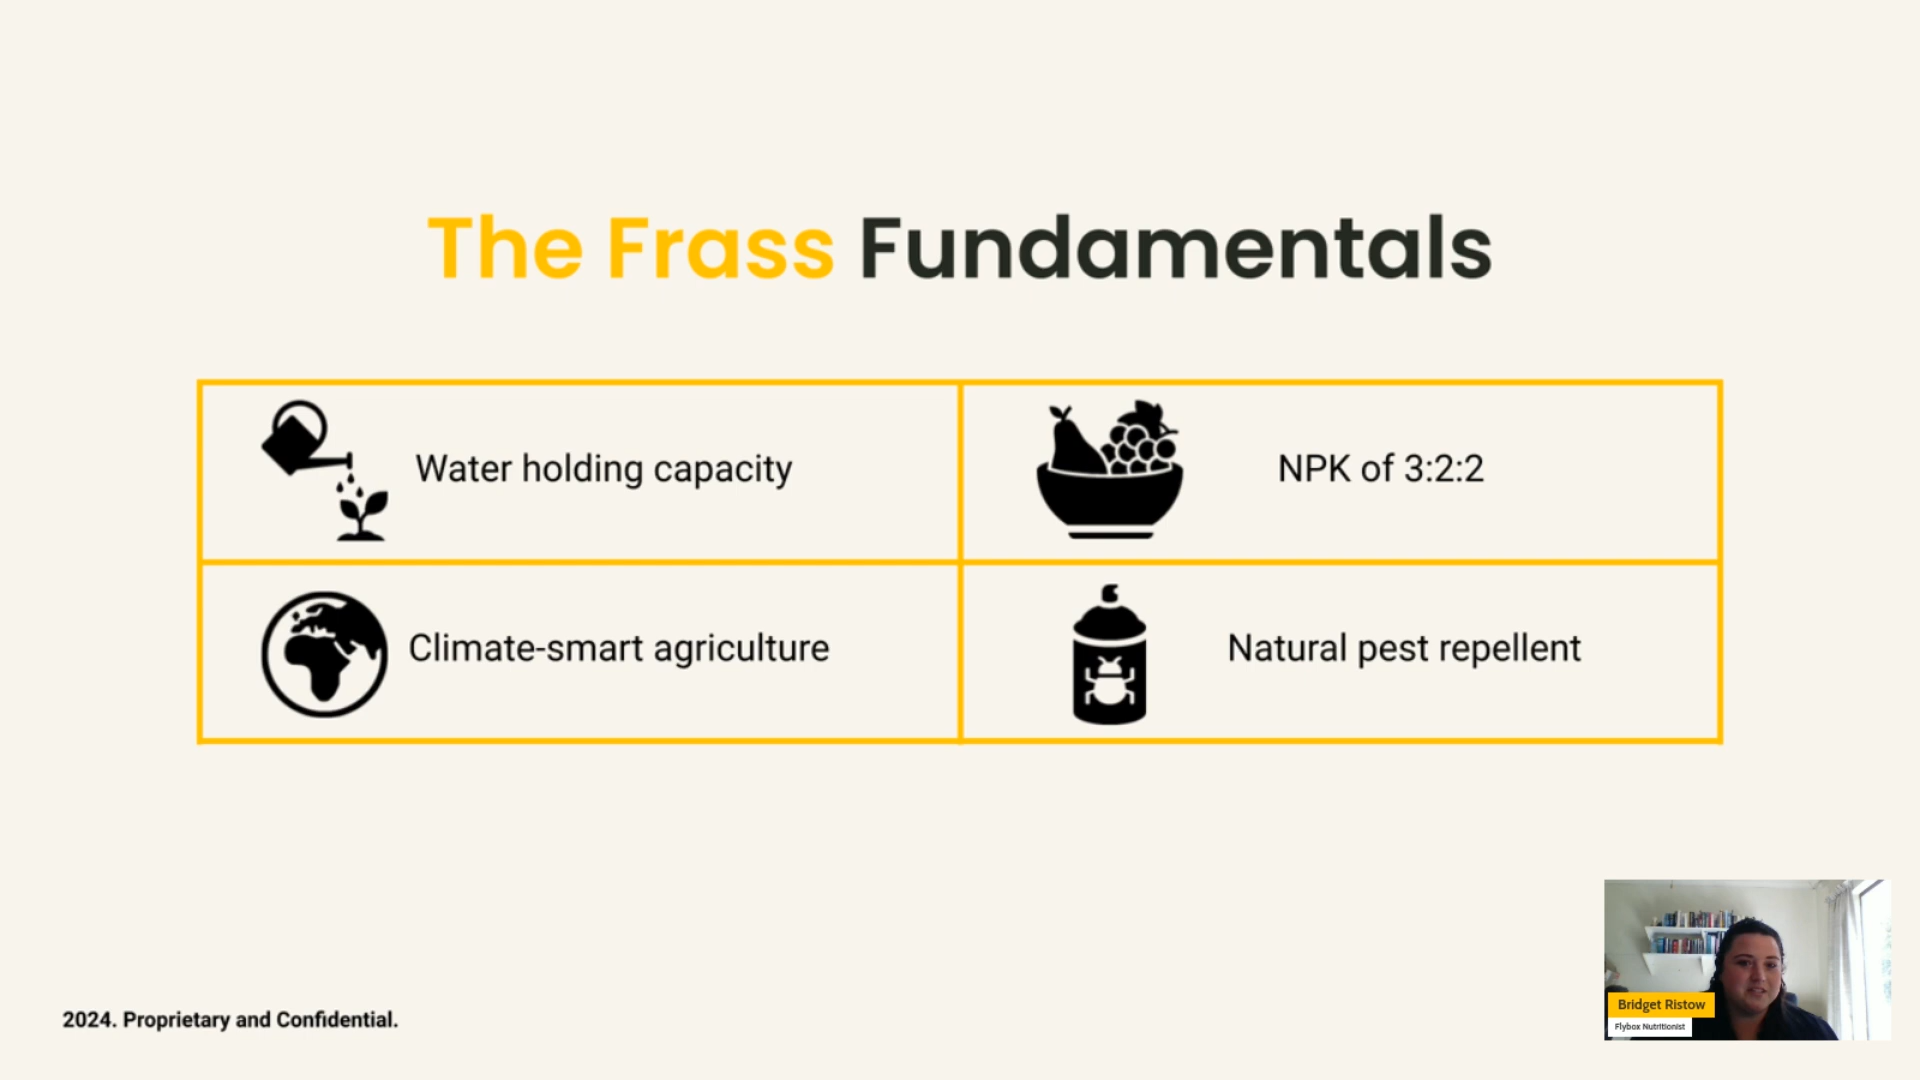 The Frass Fundamentals
Water holding capacity
NPK of 3:2:2
Climate-smart agriculture
Natural pest repellent
2024. Proprietary and Confidential.
Bridget Ristow
Flybox Nutritionist